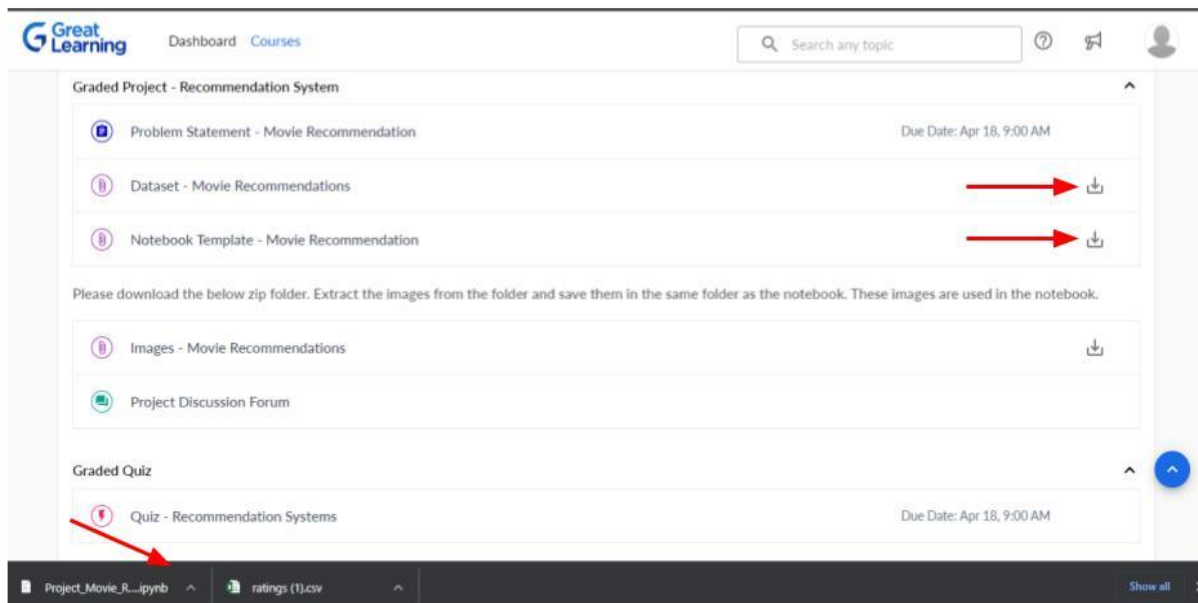 Great Learning
Dashboard Courses
Search any topic
Graded Project - Recommendation System
Problem Statement - Movie Recommendation Due Date: Apr 18, 9:00 AM
Dataset - Movie Recommendations
Notebook Template - Movie Recommendation
Please download the below zip folder. Extract the images from the folder and save them in the same folder as the notebook. These images are used in the notebook.
Images - Movie Recommendations
Project Discussion Forum
Graded Quiz
Quiz - Recommendation Systems Due Date: Apr 18, 9:00 AM
Project_Movie_R....ipynb ratings (1).csv Show all